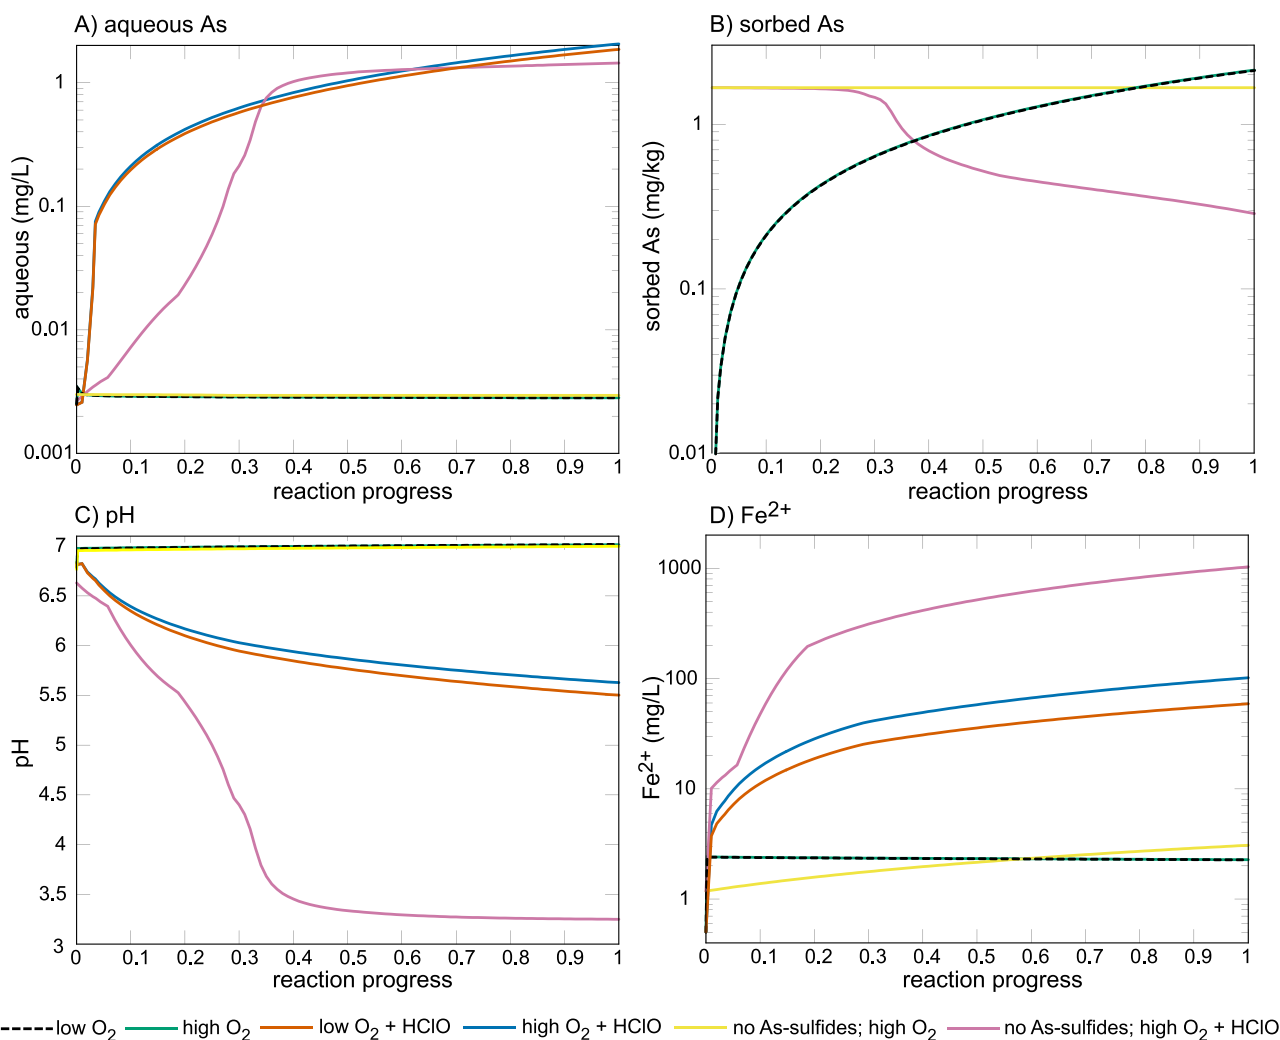 A) aqueous As
aqueous (mg/L)
1
0.1
0.01
0.001
0 0.1 0.2 0.3 0.4 0.5 0.6 0.7 0.8 0.9 1
reaction progress
B) sorbed As
sorbed As (mg/kg)
1
0.1
0.01
0 0.1 0.2 0.3 0.4 0.5 0.6 0.7 0.8 0.9 1
reaction progress
C) pH
pH
7
6.5
6
5.5
5
4.5
4
3.5
3
0 0.1 0.2 0.3 0.4 0.5 0.6 0.7 0.8 0.9 1
reaction progress
D) Fe2+
Fe2+ (mg/L)
1000
100
10
1
0 0.1 0.2 0.3 0.4 0.5 0.6 0.7 0.8 0.9 1
reaction progress
low O2 high O2 low O2 + HClO high O2 + HClO no As-sulfides; high O2 no As-sulfides; high O2 + HClO